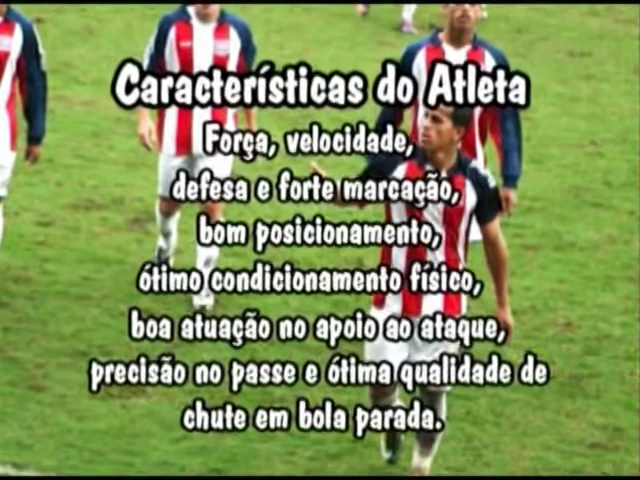 Características do Atleta
Força, velocidade,
defesa e forte marcação,
bom posicionamento,
ótimo condicionamento físico,
boa atuação no apoio ao ataque,
precisão no passe e ótima qualidade de
chute em bola parada.